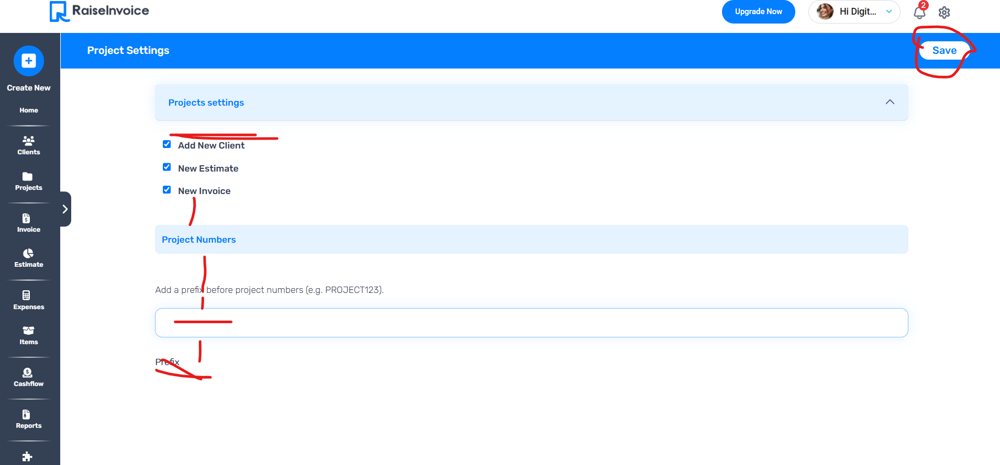 RaiseInvoice
Upgrade Now
Hi Digit...
2
Project Settings
Save
Create New
Home
Clients
Projects
Invoice
Estimate
Expenses
Items
Cashflow
Reports
Projects settings
Add New Client
New Estimate
New Invoice
Project Numbers
Add a prefix before project numbers (e.g. PROJECT123).
Prefix